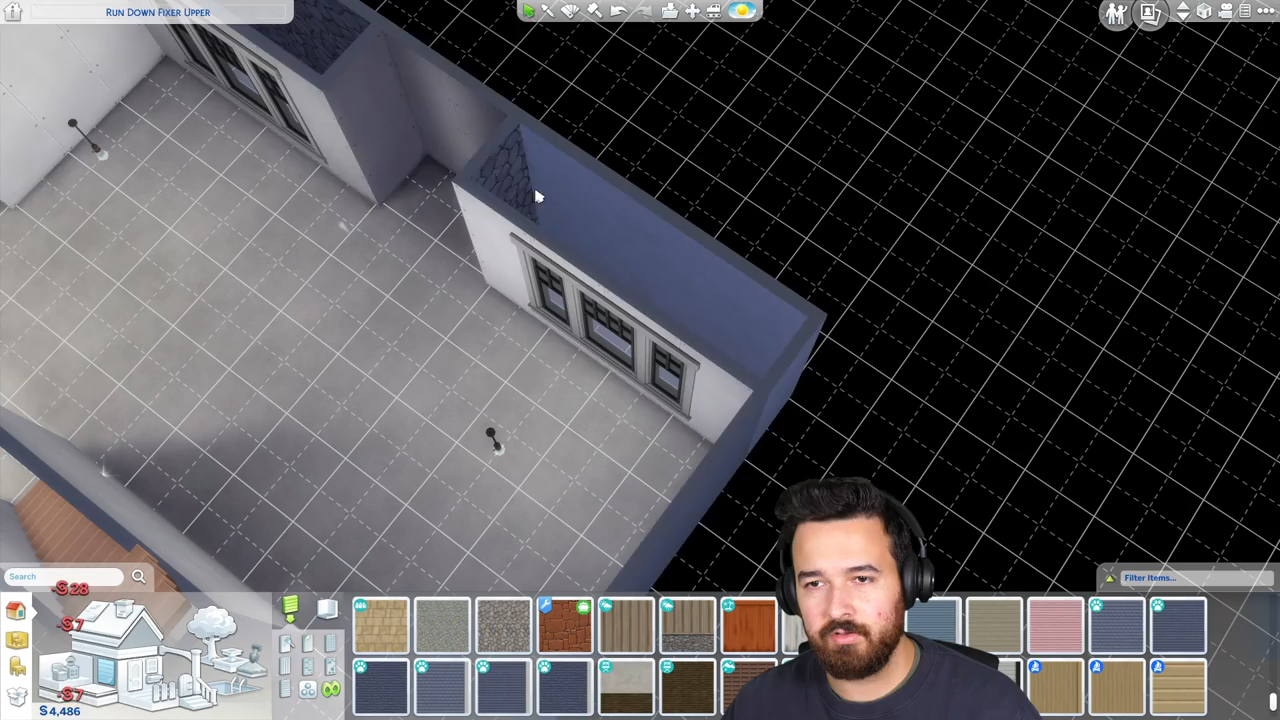 Run Down Fixer Upper
Search
-§28
-§7
-§7
§4,486
Filter Items...